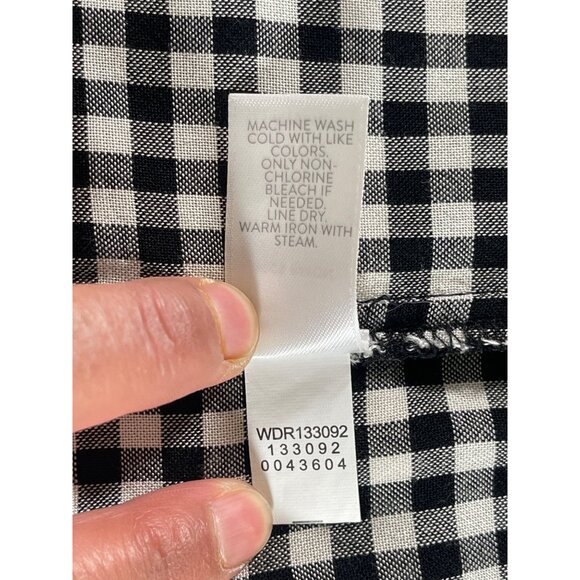 MACHINE WASH
COLD WITH LIKE
COLORS.
ONLY NON-
CHLORINE
BLEACH IF
NEEDED.
LINE DRY.
WARM IRON WITH
STEAM.
WDR133092
133092
0043604